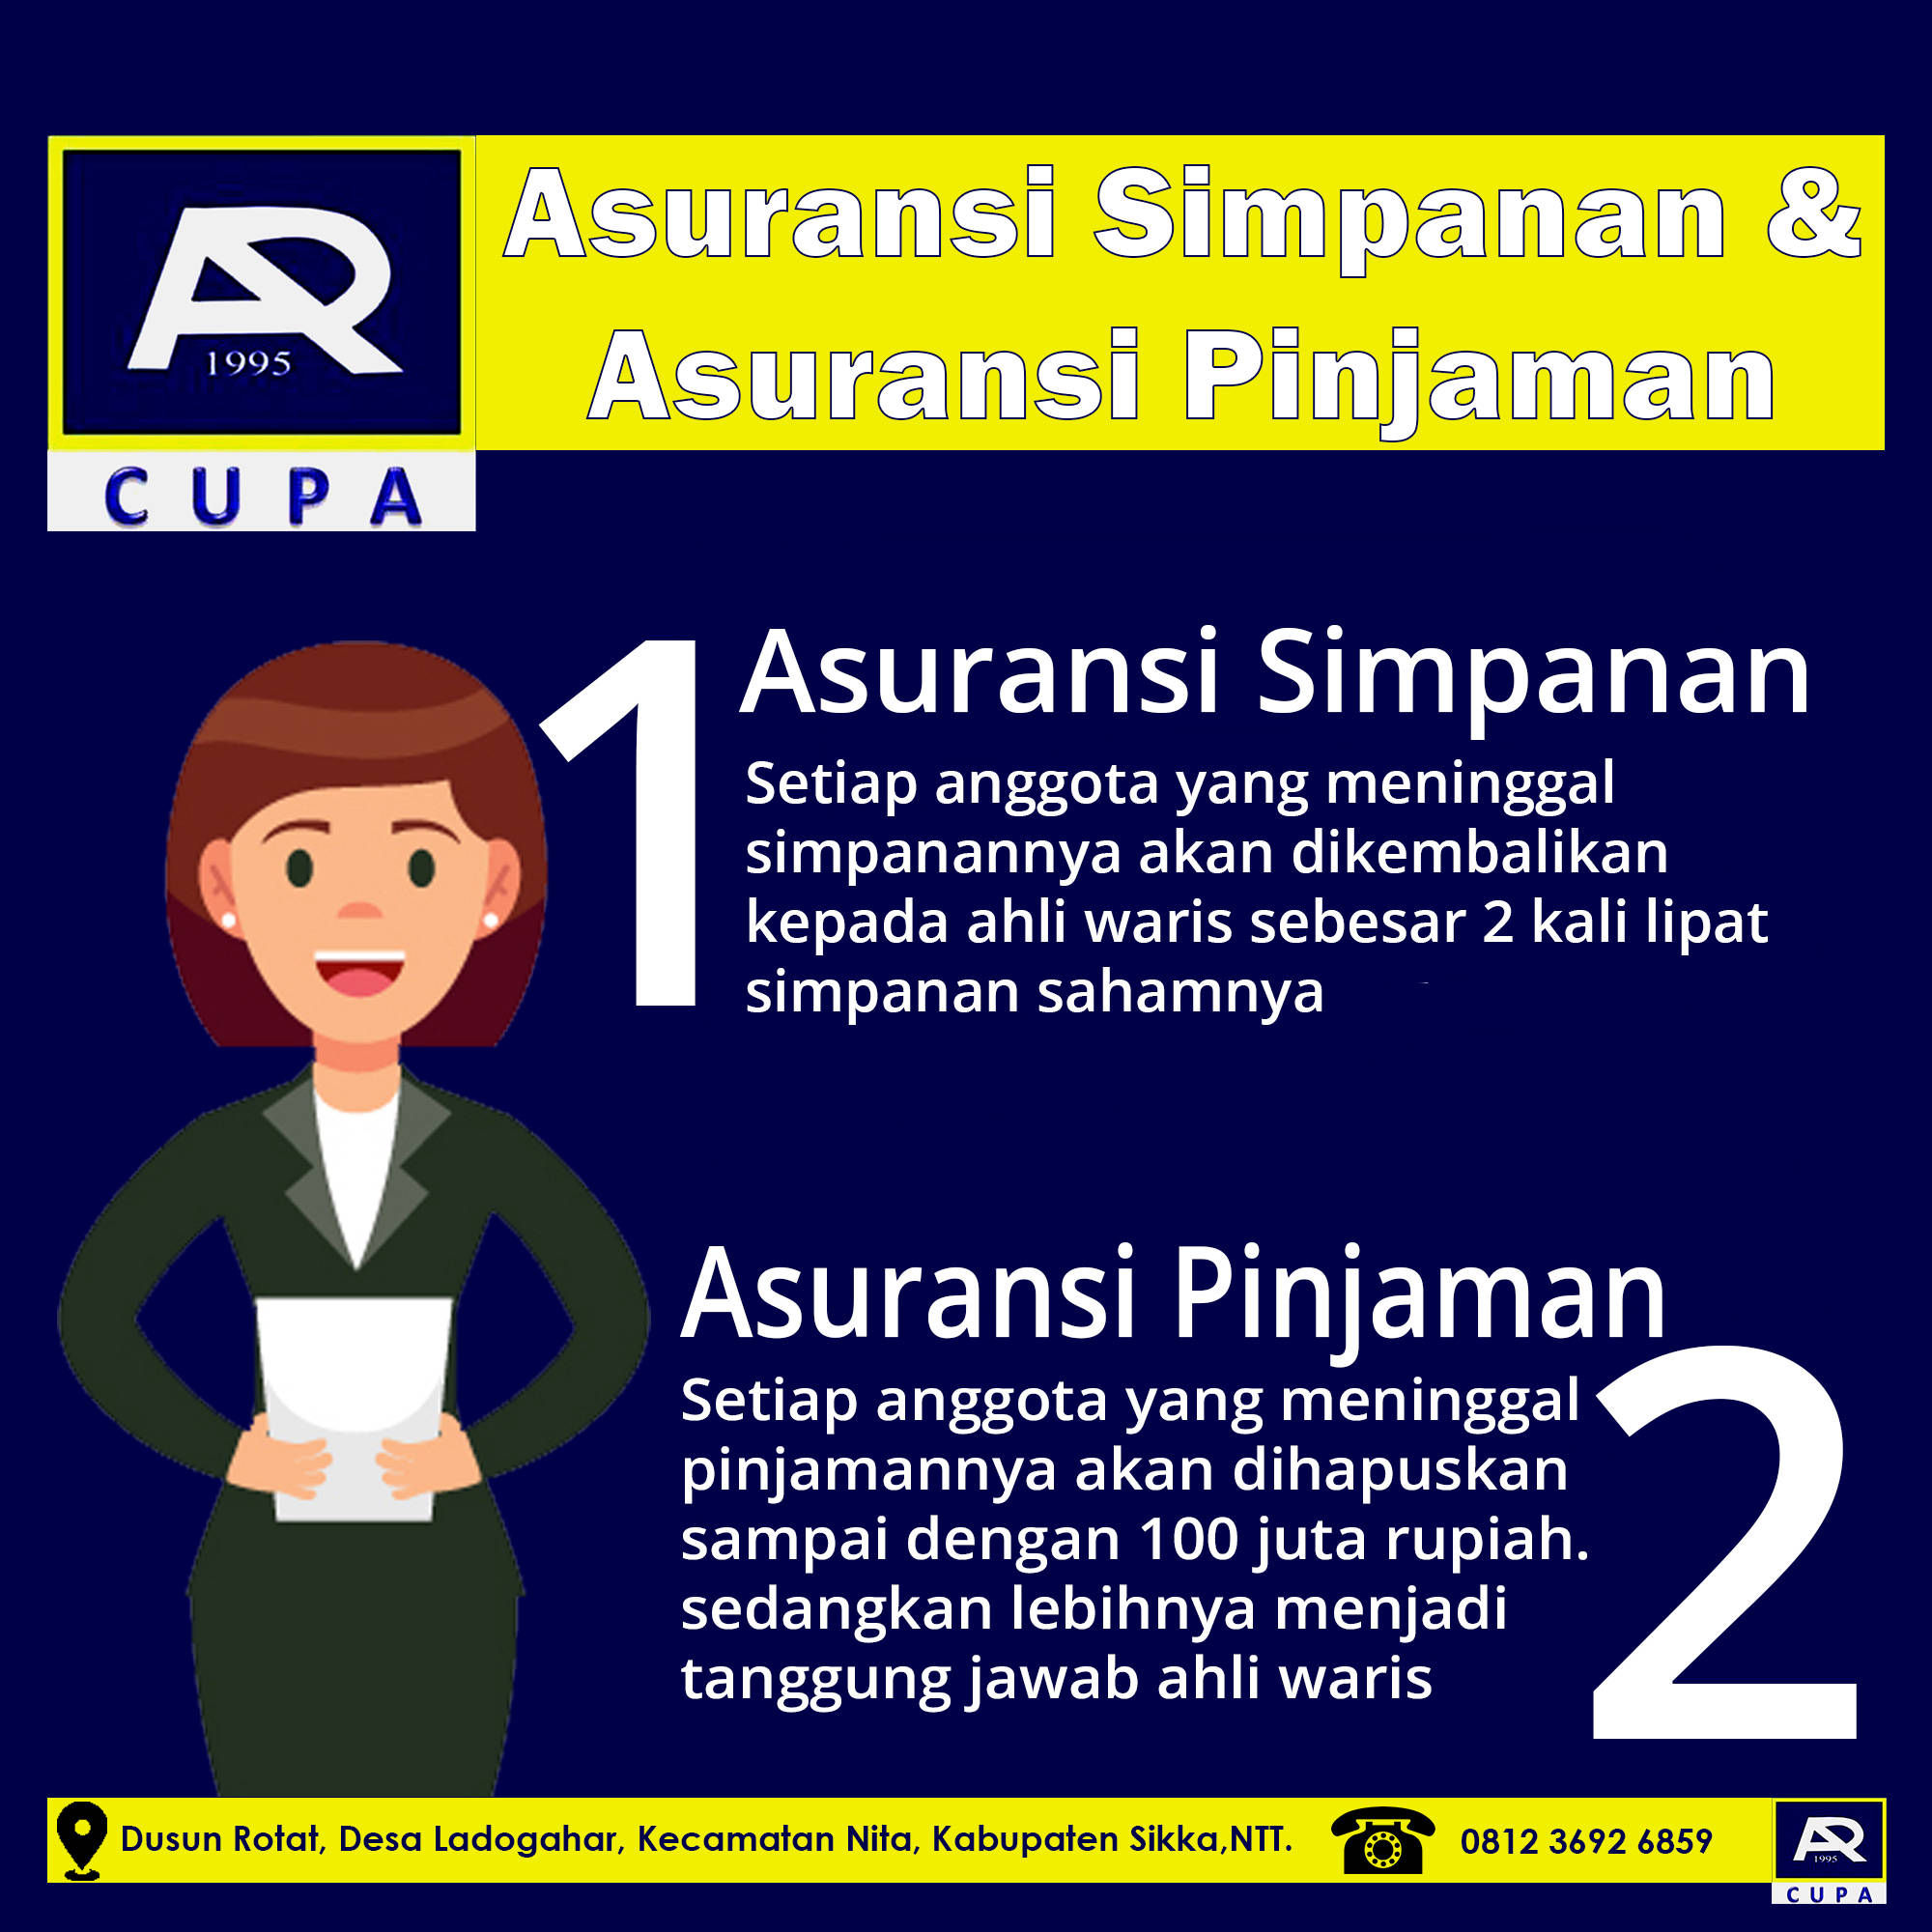 AR
1995
CUPA
Asuransi Simpanan &
Asuransi Pinjaman
1
Asuransi Simpanan
Setiap anggota yang meninggal
simpanannya akan dikembalikan
kepada ahli waris sebesar 2 kali lipat
simpanan sahamnya
Asuransi Pinjaman
2
Setiap anggota yang meninggal
pinjamannya akan dihapuskan
sampai dengan 100 juta rupiah.
sedangkan lebihnya menjadi
tanggung jawab ahli waris
Dusun Rotat, Desa Ladogahar, Kecamatan Nita, Kabupaten Sikka,NTT.
0812 3692 6859
AR
1995
CUPA